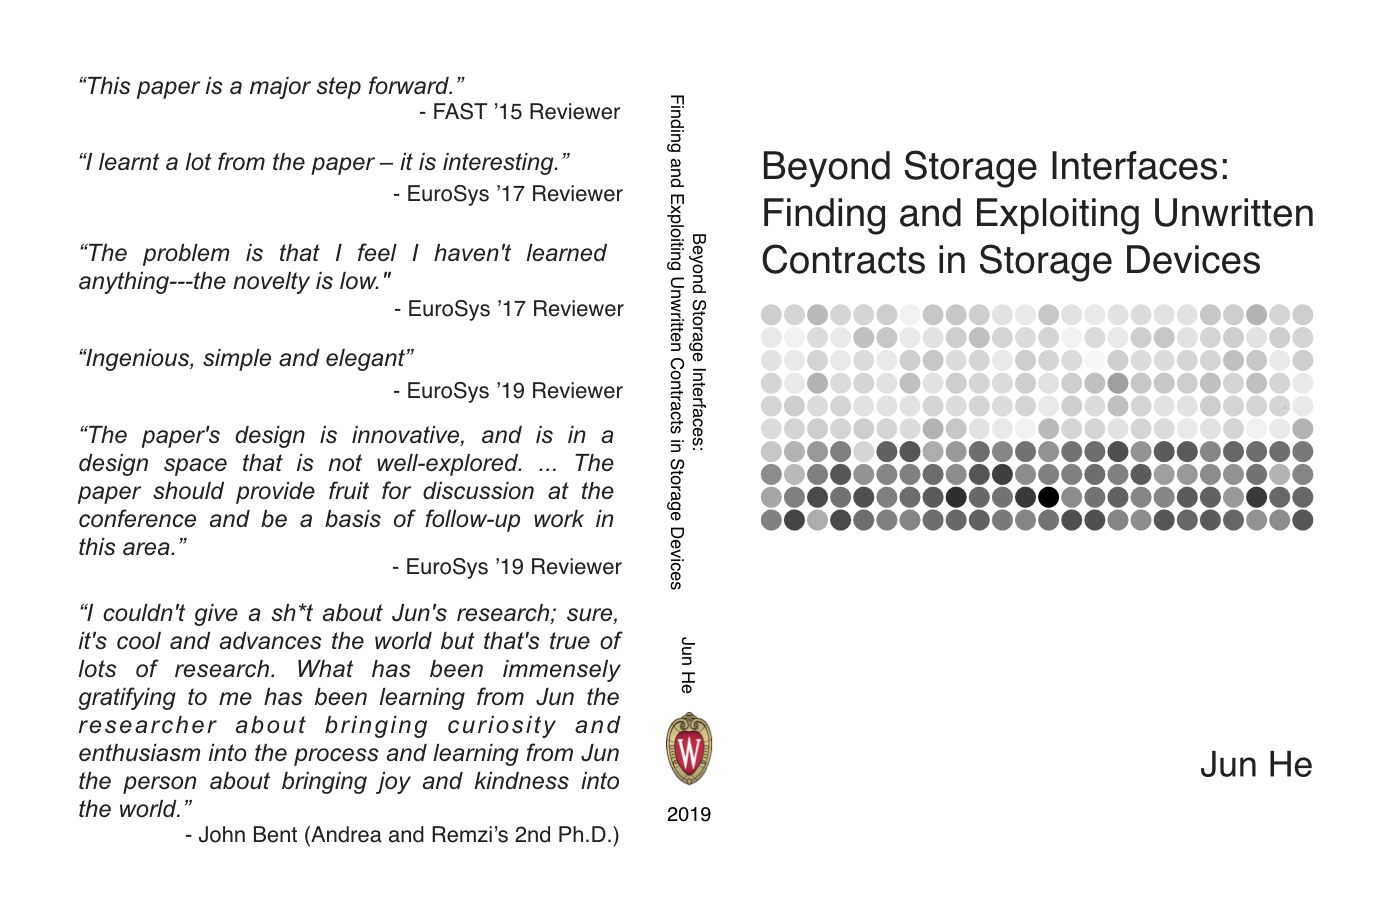 “This paper is a major step forward.”
- FAST ’15 Reviewer
“I learnt a lot from the paper – it is interesting.”
- EuroSys ’17 Reviewer
“The problem is that I feel I haven't learned
anything---the novelty is low."
- EuroSys ’17 Reviewer
“Ingenious, simple and elegant”
- EuroSys ’19 Reviewer
“The paper's design is innovative, and is in a
design space that is not well-explored. ... The
paper should provide fruit for discussion at the
conference and be a basis of follow-up work in
this area.”
- EuroSys ’19 Reviewer
“I couldn't give a sh*t about Jun's research; sure,
it's cool and advances the world but that's true of
lots of research. What has been immensely
gratifying to me has been learning from Jun the
researcher about bringing curiosity and
enthusiasm into the process and learning from Jun
the person about bringing joy and kindness into
the world.”
- John Bent (Andrea and Remzi’s 2nd Ph.D.)
Beyond Storage Interfaces:
Finding and Exploiting Unwritten Contracts in Storage Devices
Jun He
W
2019
Beyond Storage Interfaces:
Finding and Exploiting Unwritten
Contracts in Storage Devices
Jun He